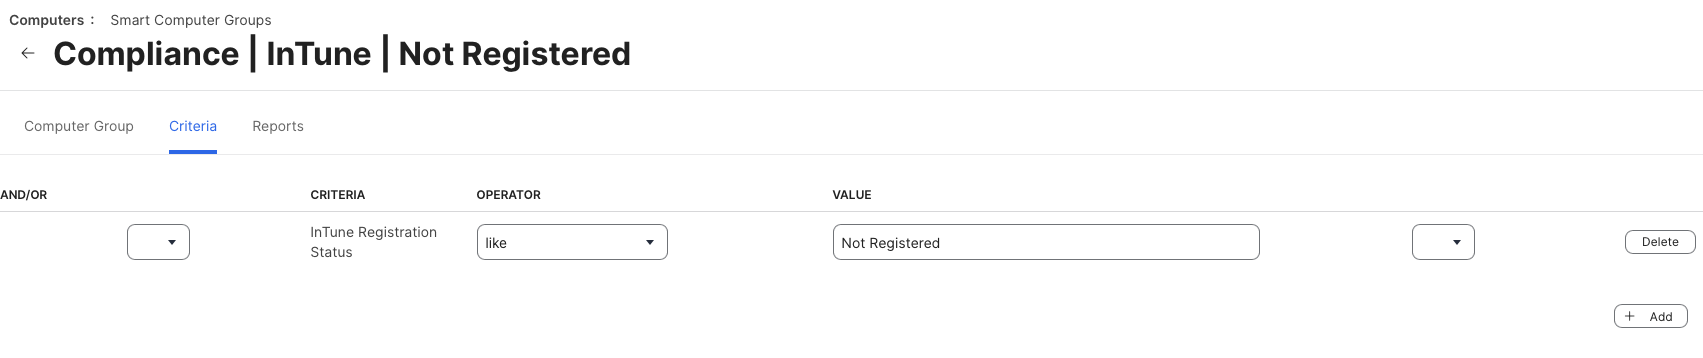 Computers : Smart Computer Groups
← Compliance | InTune | Not Registered
Computer Group Criteria Reports
AND/OR CRITERIA OPERATOR VALUE
InTune Registration Status like Not Registered Delete
+ Add